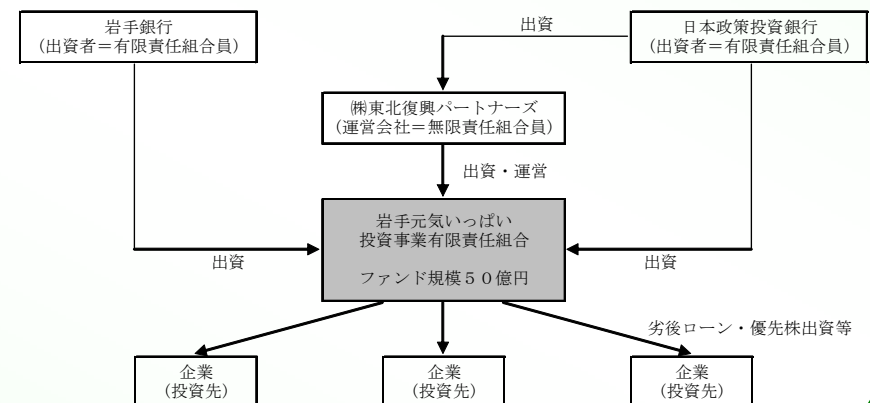 岩手銀行
(出資者＝有限責任組合員)
出資
日本政策投資銀行
(出資者＝有限責任組合員)
㈱東北復興パートナーズ
(運営会社＝無限責任組合員)
出資・運営
岩手元気いっぱい
投資事業有限責任組合
ファンド規模５０億円
出資
出資
劣後ローン・優先株出資等
企業
(投資先)
企業
(投資先)
企業
(投資先)